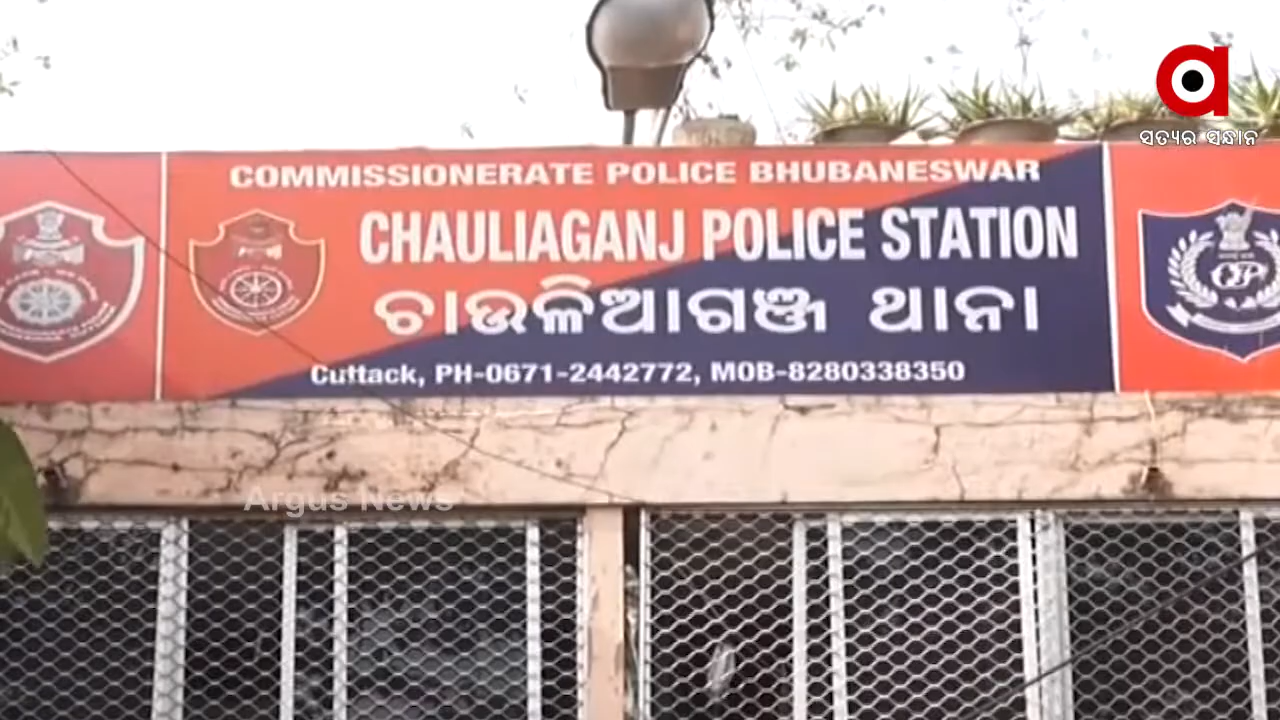 COMMISSIONERATE POLICE BHUBANESWAR
CHAULIAGANJ POLICE STATION
ଚାଉଳିଆଗଞ୍ଜ ଥାନା
Cuttack, PH-0671-2442772, MOB-8280338350
ସତ୍ୟର ସନ୍ଧାନ
Argus News